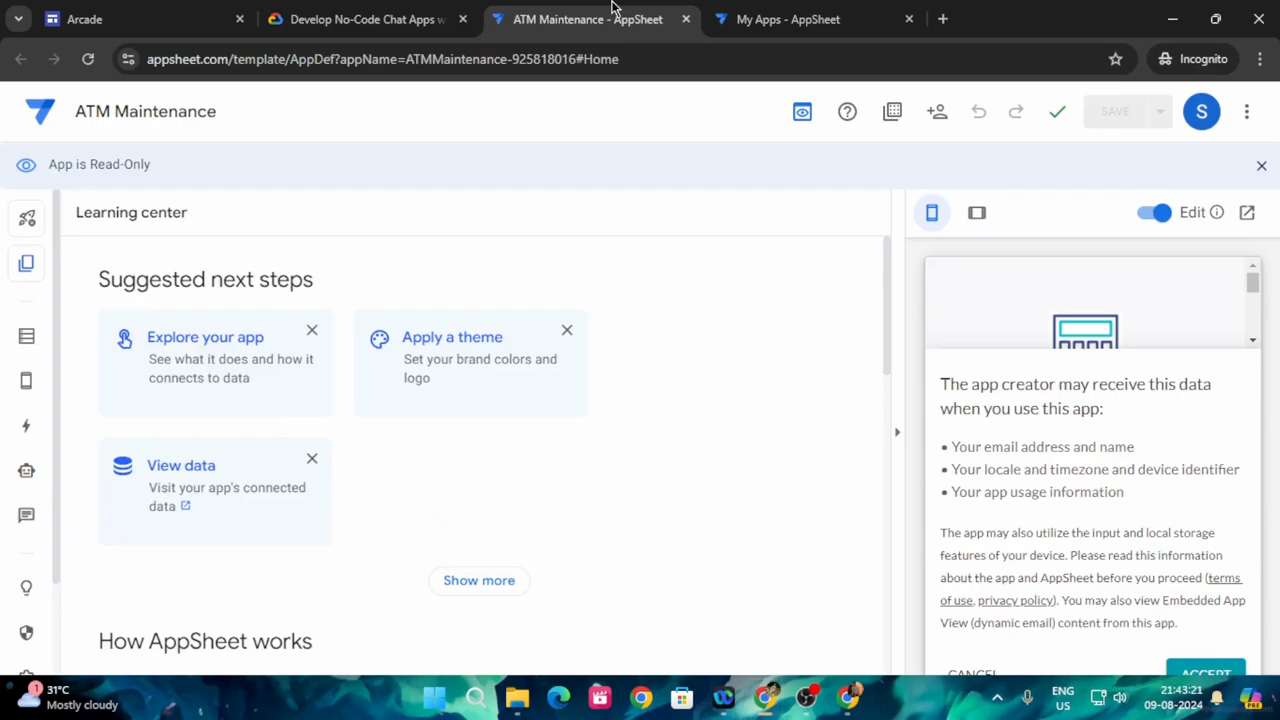 Arcade
Develop No-Code Chat Apps w
ATM Maintenance - AppSheet
My Apps - AppSheet
appsheet.com/template/AppDef?appName=ATMMaintenance-925818016#Home
Incognito
ATM Maintenance
SAVE
S
App is Read-Only
Learning center
Edit
Suggested next steps
Explore your app
See what it does and how it
connects to data
Apply a theme
Set your brand colors and
logo
View data
Visit your app's connected
data
Show more
How AppSheet works
The app creator may receive this data
when you use this app:
• Your email address and name
• Your locale and timezone and device identifier
• Your app usage information
The app may also utilize the input and local storage
features of your device. Please read this information
about the app and AppSheet before you proceed (terms
of use, privacy policy). You may also view Embedded App
View (dynamic email) content from this app.
CANCEL
ACCEPT
1
31°C
Mostly cloudy
ENG
US
21:43:21
09-08-2024
PRE